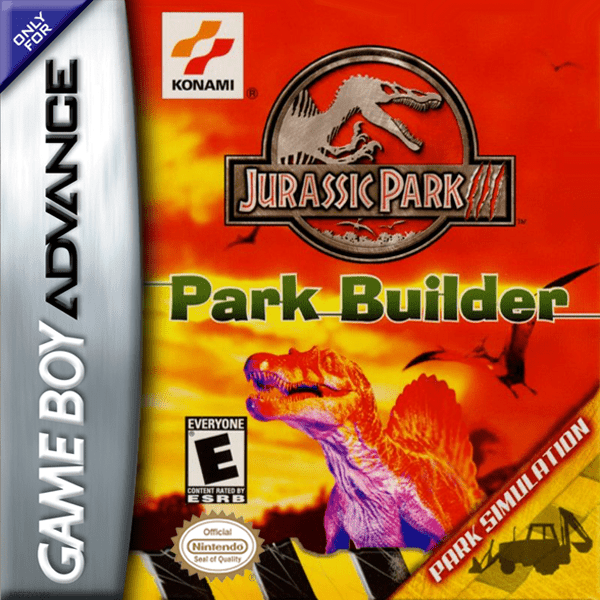 ONLY
FOR
GAME BOY ADVANCE
KONAMI
®
JURASSIC PARK III
™
Park Builder
EVERYONE
E
CONTENT RATED BY
ESRB
Official
Nintendo
Seal of Quality
PARK SIMULATION